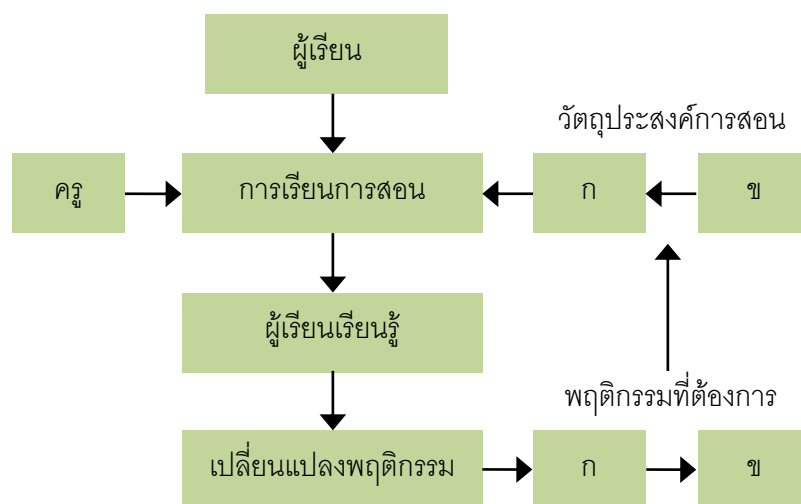 ผู้เรียน
วัตถุประสงค์การสอน
ครู
การเรียนการสอน
ก
ข
ผู้เรียนเรียนรู้
พฤติกรรมที่ต้องการ
เปลี่ยนแปลงพฤติกรรม
ก
ข